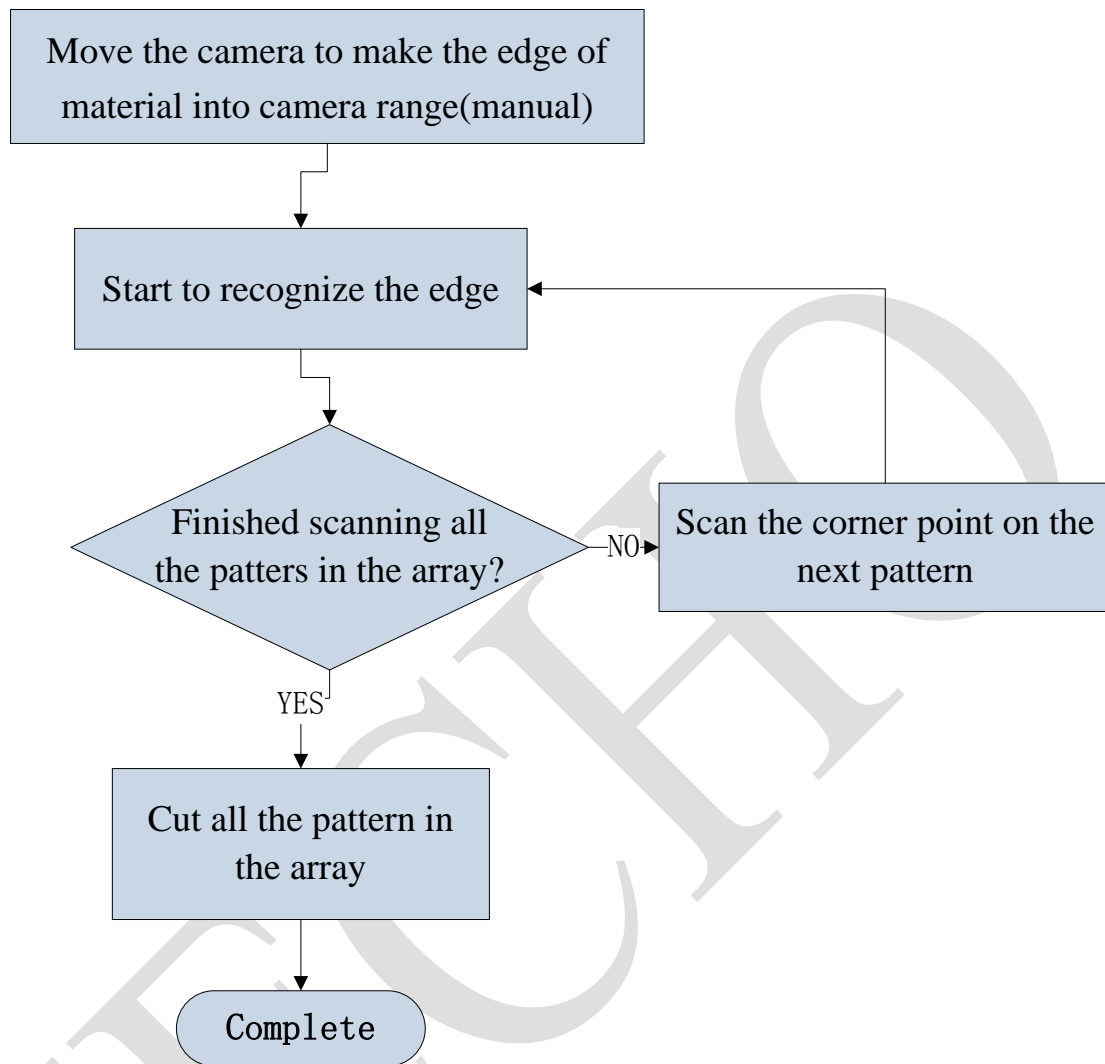 Move the camera to make the edge of
material into camera range(manual)
Start to recognize the edge
Finished scanning all
the patters in the array?
NO
Scan the corner point on the
next pattern
YES
Cut all the pattern in
the array
Complete
ECHO